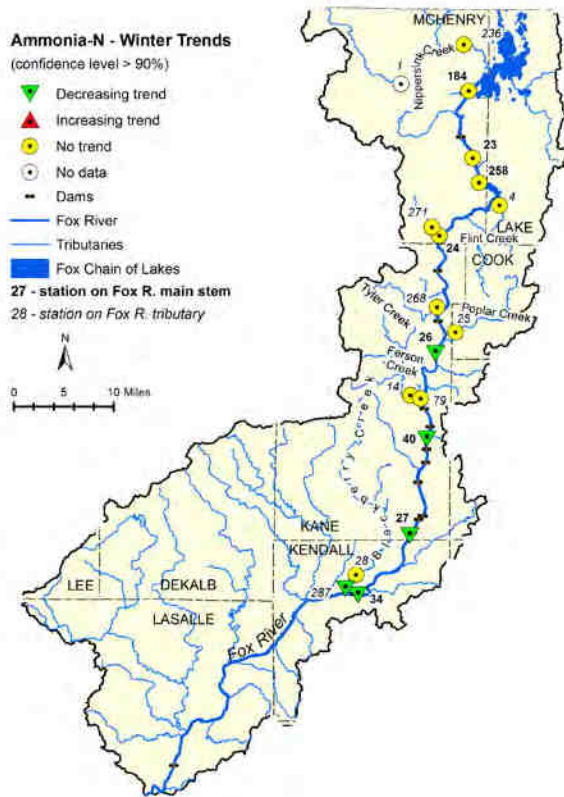 Ammonia-N - Winter Trends
(confidence level > 90%)
Decreasing trend
Increasing trend
No trend
No data
Dams
Fox River
Tributaries
Fox Chain of Lakes
27 - station on Fox R. main stem
28 - station on Fox R. tributary
N
0 5 10 Miles
MCHENRY
236
Nippersink Creek
1
184
23
258
4
271
LAKE
Flint Creek
24
COOK
268
Tyler Creek
Poplar Creek
25
26
Ferson
Creek
14
79
40
Blackberry Creek
27
KANE
KENDALL
28
LEE
DEKALB
287
34
LASALLE
Fox River